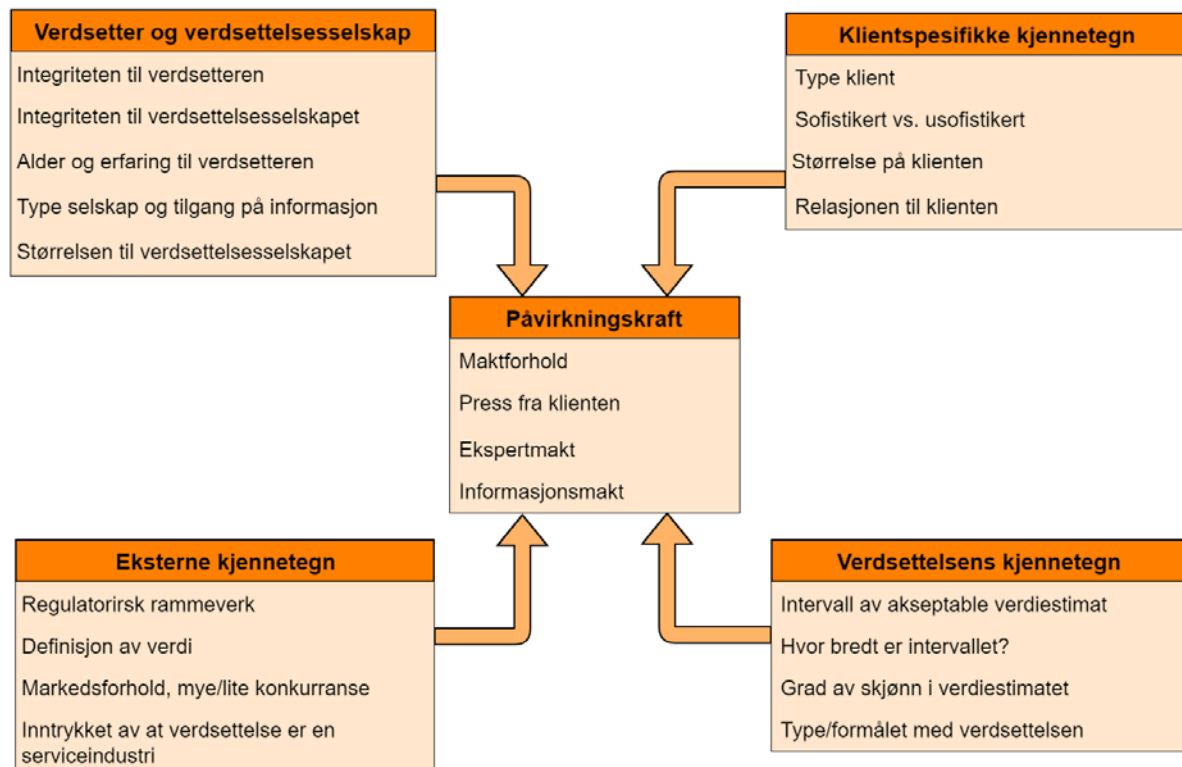 Verdsetter og verdsettelsesselskap
Integriteten til verdsetteren
Integriteten til verdsettelsesselskapet
Alder og erfaring til verdsetteren
Type selskap og tilgang på informasjon
Størrelsen til verdsettelsesselskapet
Klientspesifikke kjennetegn
Type klient
Sofistikert vs. usofistikert
Størrelse på klienten
Relasjonen til klienten
Påvirkningskraft
Maktforhold
Press fra klienten
Ekspertmakt
Informasjonsmakt
Eksterne kjennetegn
Regulatorirsk rammeverk
Definisjon av verdi
Markedsforhold, mye/lite konkurranse
Inntrykket av at verdsettelse er en
serviceindustri
Verdsettelsens kjennetegn
Intervall av akseptable verdiestimat
Hvor bredt er intervallet?
Grad av skjønn i verdiestimatet
Type/formålet med verdsettelsen